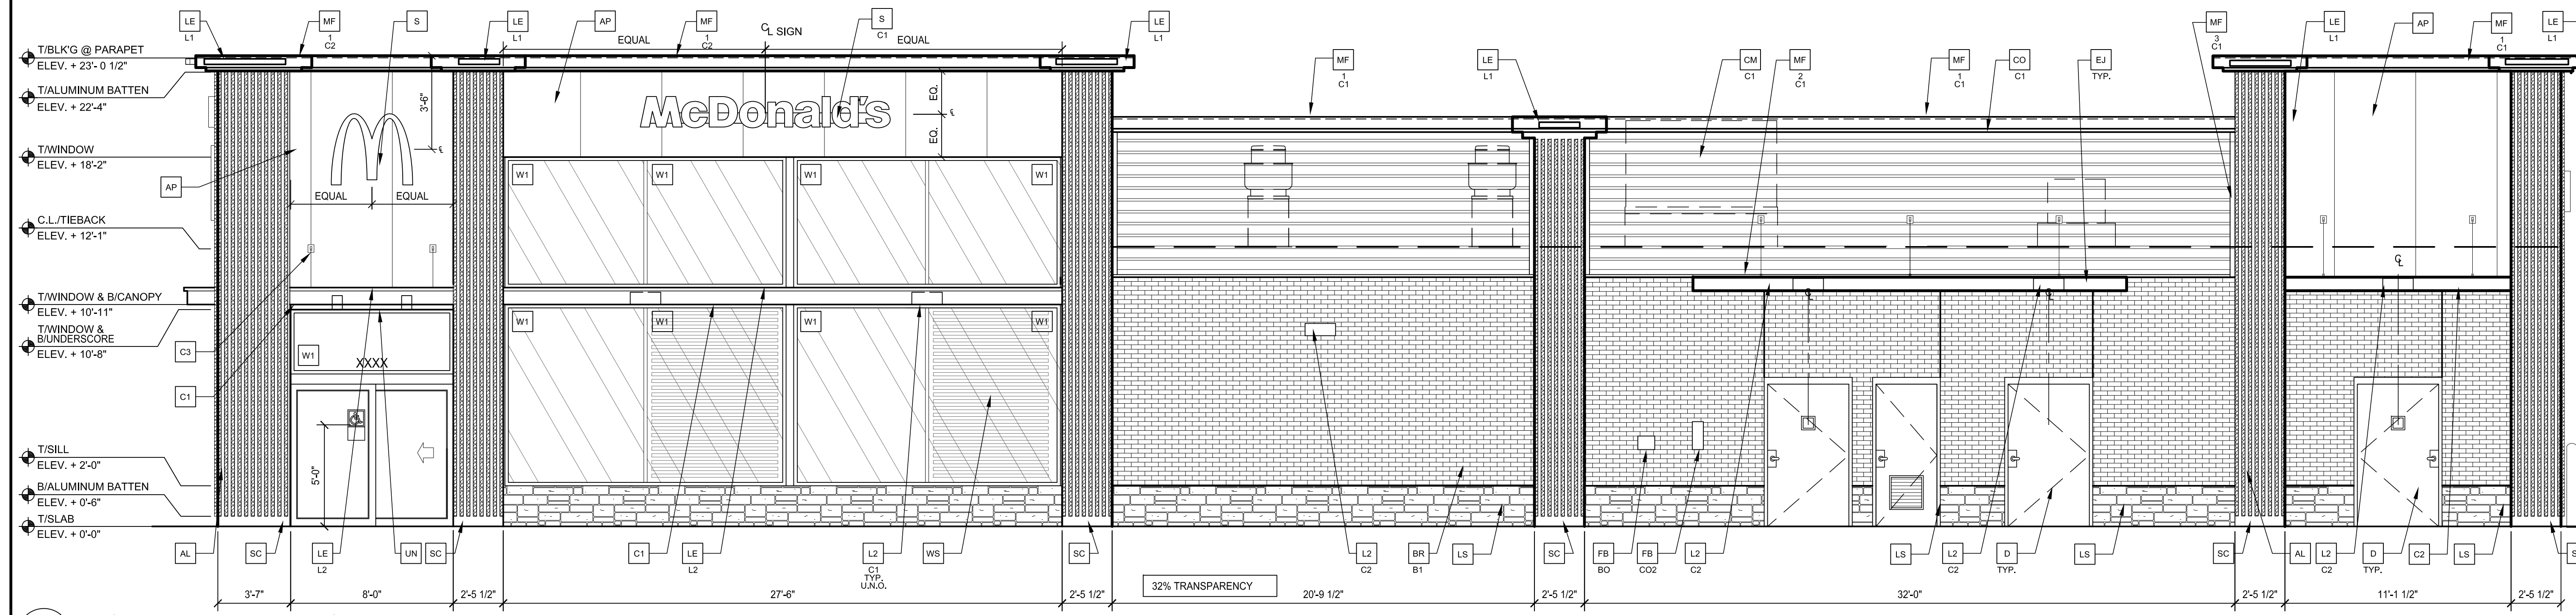 LE
L1
MF
1
C2
S
LE
L1
AP
MF
1
C2
℄ SIGN
S
C1
LE
L1
EQUAL
EQUAL
MF
1
C1
LE
L1
CM
C1
MF
2
C1
MF
1
C1
CO
C1
EJ
TYP.
MF
3
C1
LE
L1
AP
MF
1
C1
LE
L1
T/BLK'G @ PARAPET
ELEV. + 23'- 0 1/2"
T/ALUMINUM BATTEN
ELEV. + 22'-4"
3'-6"
℄
McDonald's
EQ.
EQ.
℄
T/WINDOW
ELEV. + 18'-2"
AP
EQUAL
EQUAL
W1
W1
W1
W1
C.L./TIEBACK
ELEV. + 12'-1"
℄
T/WINDOW & B/CANOPY
ELEV. + 10'-11"
℄
℄
T/WINDOW &
B/UNDERSCORE
ELEV. + 10'-8"
W1
W1
W1
W1
C3
W1
XXXX
C1
5'-0"
T/SILL
ELEV. + 2'-0"
B/ALUMINUM BATTEN
ELEV. + 0'-6"
T/SLAB
ELEV. + 0'-0"
AL
SC
LE
L2
UN
SC
C1
LE
L2
L2
C1
TYP.
U.N.O.
WS
SC
L2
C2
BR
B1
LS
SC
FB
BO
FB
CO2
L2
C2
LS
L2
C2
D
TYP.
LS
SC
AL
L2
C2
D
TYP.
C2
LS
32% TRANSPARENCY
3'-7"
8'-0"
2'-5 1/2"
27'-6"
2'-5 1/2"
20'-9 1/2"
2'-5 1/2"
32'-0"
2'-5 1/2"
11'-1 1/2"
2'-5 1/2"